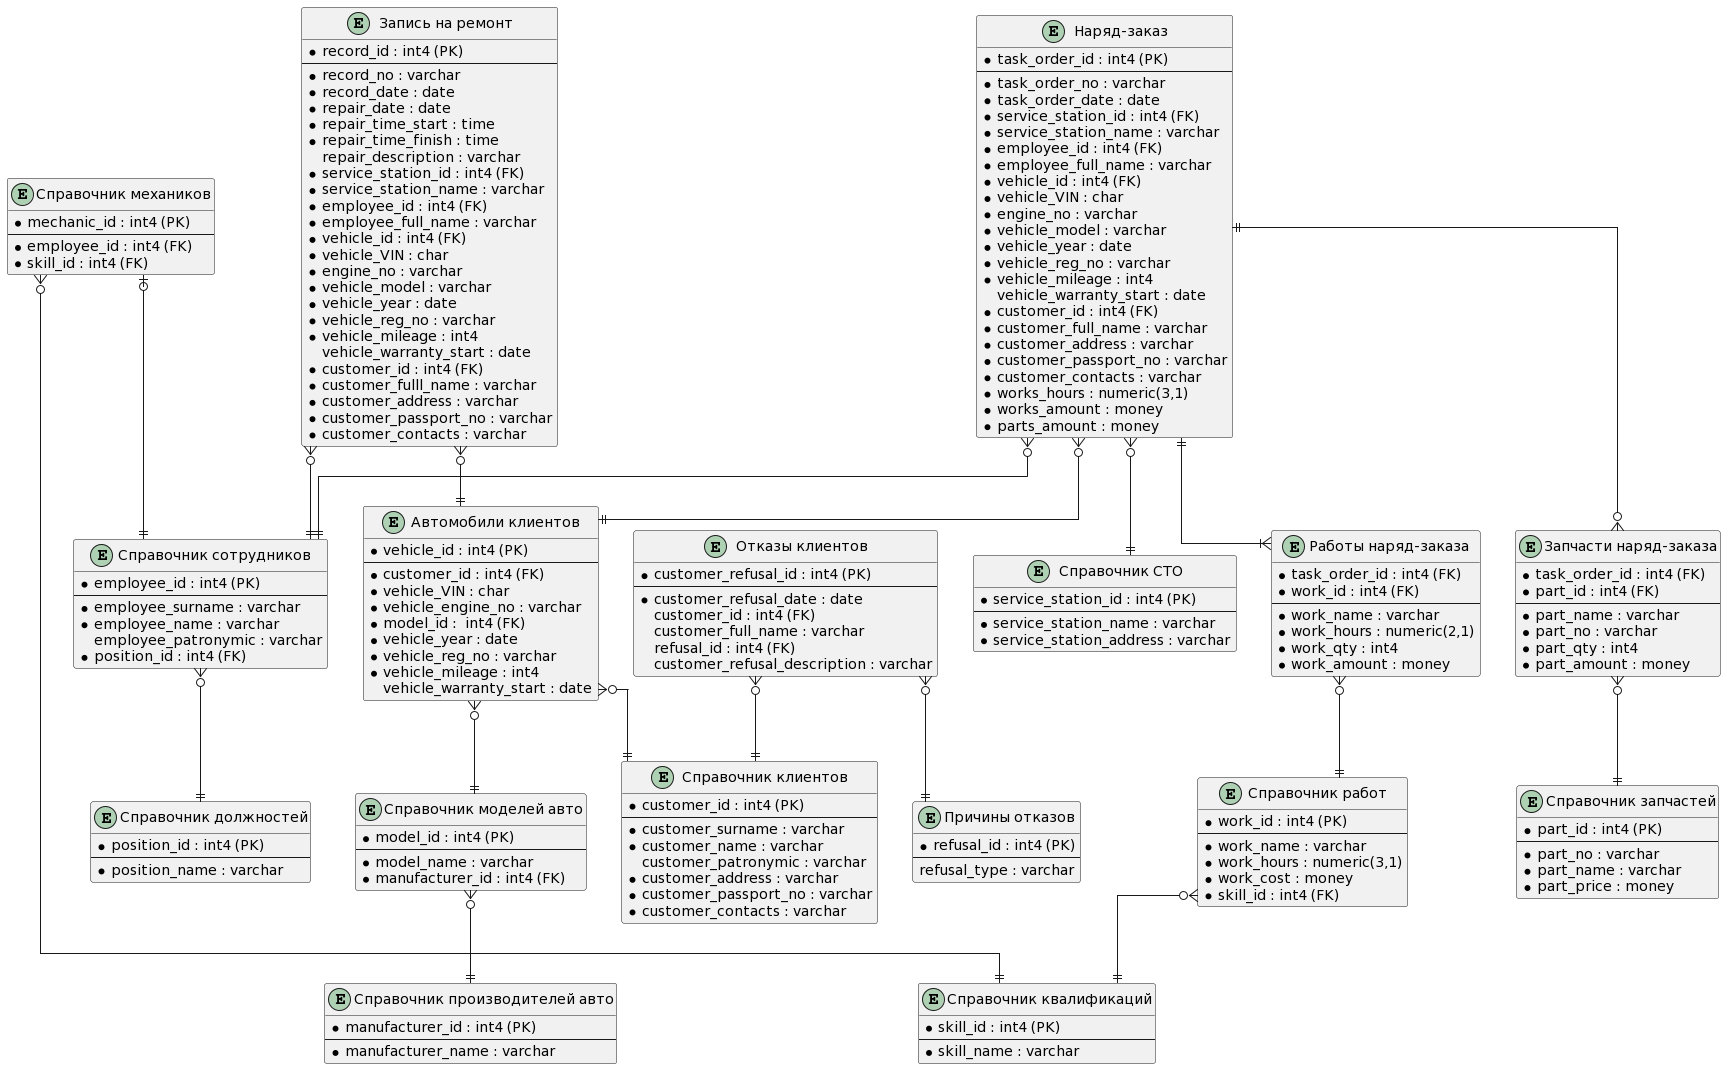 E Запись на ремонт
record_id : int4 (PK)
record_no : varchar
record_date : date
repair_date : date
repair_time_start : time
repair_time_finish : time
repair_description : varchar
service_station_id : int4 (FK)
service_station_name : varchar
employee_id : int4 (FK)
employee_full_name : varchar
vehicle_id : int4 (FK)
vehicle_VIN : char
engine_no : varchar
vehicle_model : varchar
vehicle_year : date
vehicle_reg_no : varchar
vehicle_mileage : int4
vehicle_warranty_start : date
customer_id : int4 (FK)
customer_fulll_name : varchar
customer_address : varchar
customer_passport_no : varchar
customer_contacts : varchar
E Наряд-заказ
task_order_id : int4 (PK)
task_order_no : varchar
task_order_date : date
service_station_id : int4 (FK)
service_station_name : varchar
employee_id : int4 (FK)
employee_full_name : varchar
vehicle_id : int4 (FK)
vehicle_VIN : char
engine_no : varchar
vehicle_model : varchar
vehicle_year : date
vehicle_reg_no : varchar
vehicle_mileage : int4
vehicle_warranty_start : date
customer_id : int4 (FK)
customer_full_name : varchar
customer_address : varchar
customer_passport_no : varchar
customer_contacts : varchar
works_hours : numeric(3,1)
works_amount : money
parts_amount : money
E Справочник механиков
mechanic_id : int4 (PK)
employee_id : int4 (FK)
skill_id : int4 (FK)
E Справочник сотрудников
employee_id : int4 (PK)
employee_surname : varchar
employee_name : varchar
employee_patronymic : varchar
position_id : int4 (FK)
E Автомобили клиентов
vehicle_id : int4 (PK)
customer_id : int4 (FK)
vehicle_VIN : char
vehicle_engine_no : varchar
model_id :  int4 (FK)
vehicle_year : date
vehicle_reg_no : varchar
vehicle_mileage : int4
vehicle_warranty_start : date
E Отказы клиентов
customer_refusal_id : int4 (PK)
customer_refusal_date : date
customer_id : int4 (FK)
customer_full_name : varchar
refusal_id : int4 (FK)
customer_refusal_description : varchar
E Справочник СТО
service_station_id : int4 (PK)
service_station_name : varchar
service_station_address : varchar
E Работы наряд-заказа
task_order_id : int4 (FK)
work_id : int4 (FK)
work_name : varchar
work_hours : numeric(2,1)
work_qty : int4
work_amount : money
E Запчасти наряд-заказа
task_order_id : int4 (FK)
part_id : int4 (FK)
part_name : varchar
part_no : varchar
part_qty : int4
part_amount : money
E Справочник должностей
position_id : int4 (PK)
position_name : varchar
E Справочник моделей авто
model_id : int4 (PK)
model_name : varchar
manufacturer_id : int4 (FK)
E Справочник клиентов
customer_id : int4 (PK)
customer_surname : varchar
customer_name : varchar
customer_patronymic : varchar
customer_address : varchar
customer_passport_no : varchar
customer_contacts : varchar
E Причины отказов
refusal_id : int4 (PK)
refusal_type : varchar
E Справочник работ
work_id : int4 (PK)
work_name : varchar
work_hours : numeric(3,1)
work_cost : money
skill_id : int4 (FK)
E Справочник запчастей
part_id : int4 (PK)
part_no : varchar
part_name : varchar
part_price : money
E Справочник производителей авто
manufacturer_id : int4 (PK)
manufacturer_name : varchar
E Справочник квалификаций
skill_id : int4 (PK)
skill_name : varchar